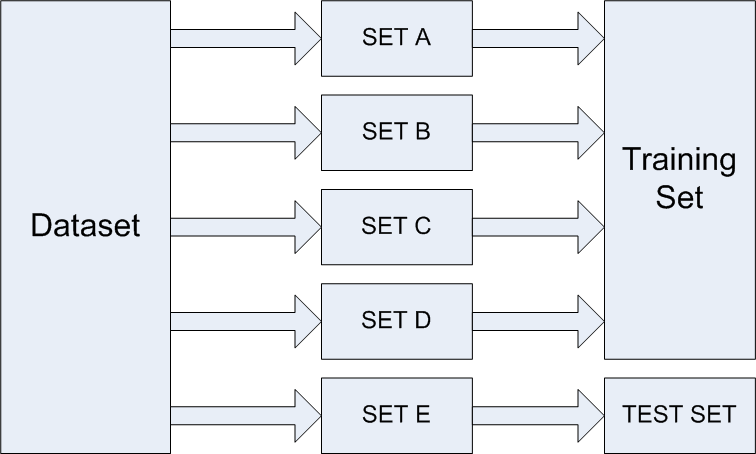 Dataset
SET A
SET B
SET C
SET D
SET E
Training
Set
TEST SET